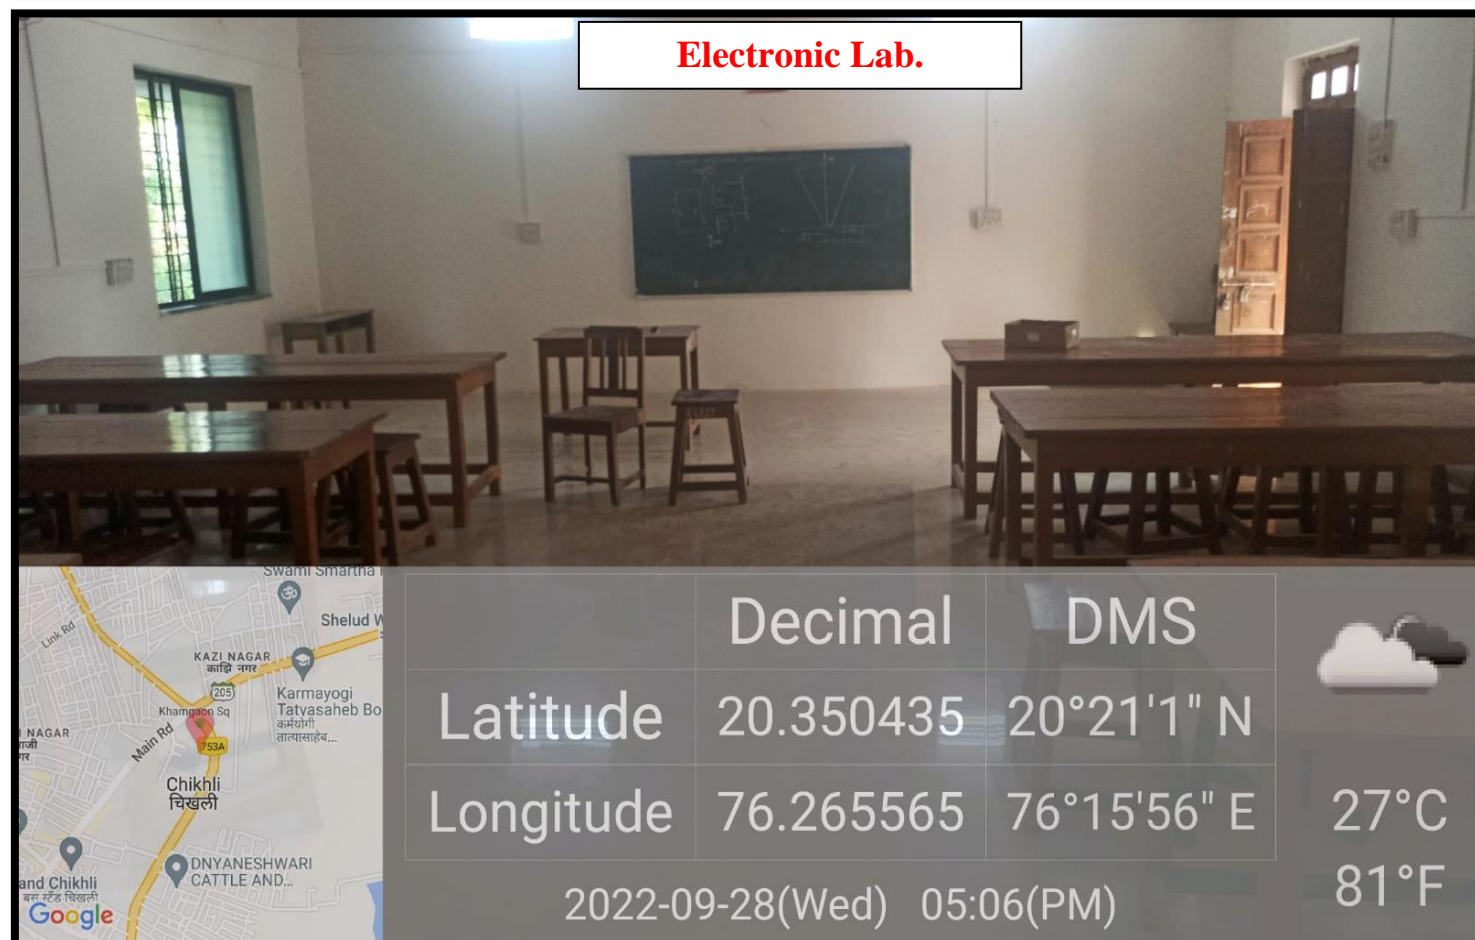 Electronic Lab.
Swami Smartha
Shelud
Link Rd
KAZI NAGAR
काझि नगर
205
Karmayogi
Tatyasaheb Bo
कर्मयोगी
तात्यासाहेब...
Khamgaon Sq
NAGAR
Main Rd
753A
Chikhli
चिखली
DNYANESHWARI
CATTLE AND...
and Chikhli
बस स्टँड चिखली
Google
Decimal DMS
Latitude 20.350435 20°21'1" N
Longitude 76.265565 76°15'56" E
2022-09-28(Wed) 05:06(PM)
27°C
81°F